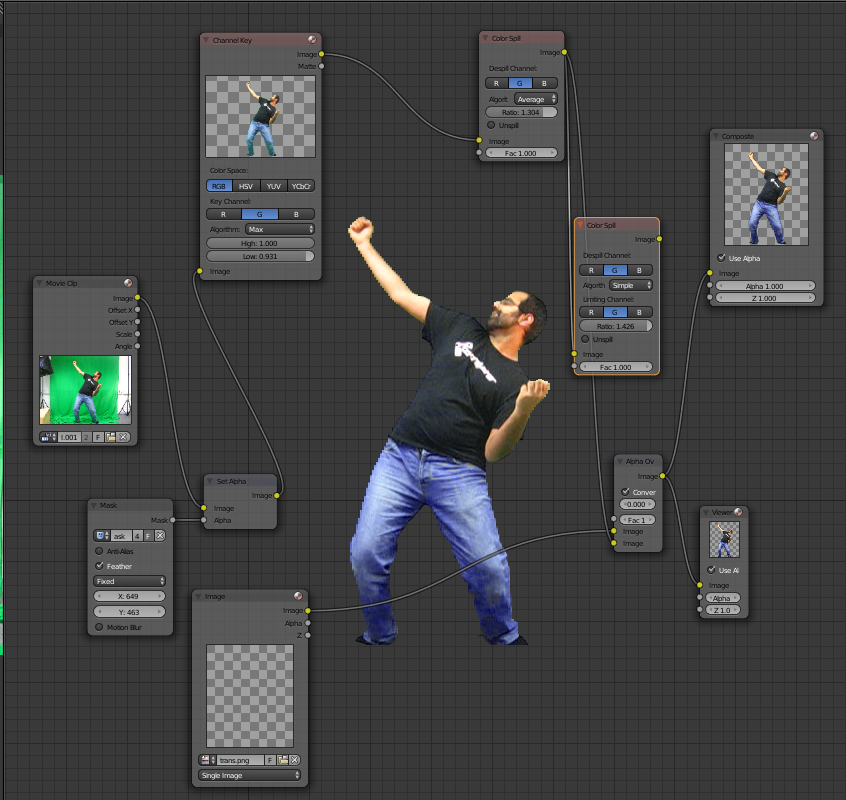 Channel Key
Image
Matte
Color Space:
RGB HSV YUV YCbCr
Key Channel:
R G B
Algorithm: Max
High: 1.000
Low: 0.931
Image
Color Spill
Image
Despill Channel:
R G B
Algorit Average
Ratio: 1.304
Unspill
Image
Fac 1.000
Color Spill
Image
Despill Channel:
R G B
Algorith Simple
Limiting Channel:
R G B
Ratio: 1.426
Unspill
Image
Fac 1.000
Composite
Use Alpha
Image
Alpha 1.000
Z 1.000
Movie Clip
Image
Offset X
Offset Y
Scale
Angle
l.001 2 F
Set Alpha
Image
Image
Alpha
Mask
Mask
ask 4 F
Anti-Alias
Feather
Fixed
X: 649
Y: 463
Motion Blur
Image
Image
Alpha
Z
trans.png F
Single Image
Alpha Ov
Image
Conver
0.000
Fac 1
Image
Image
Viewer
Use Al
Image
Alpha
Z 1.0